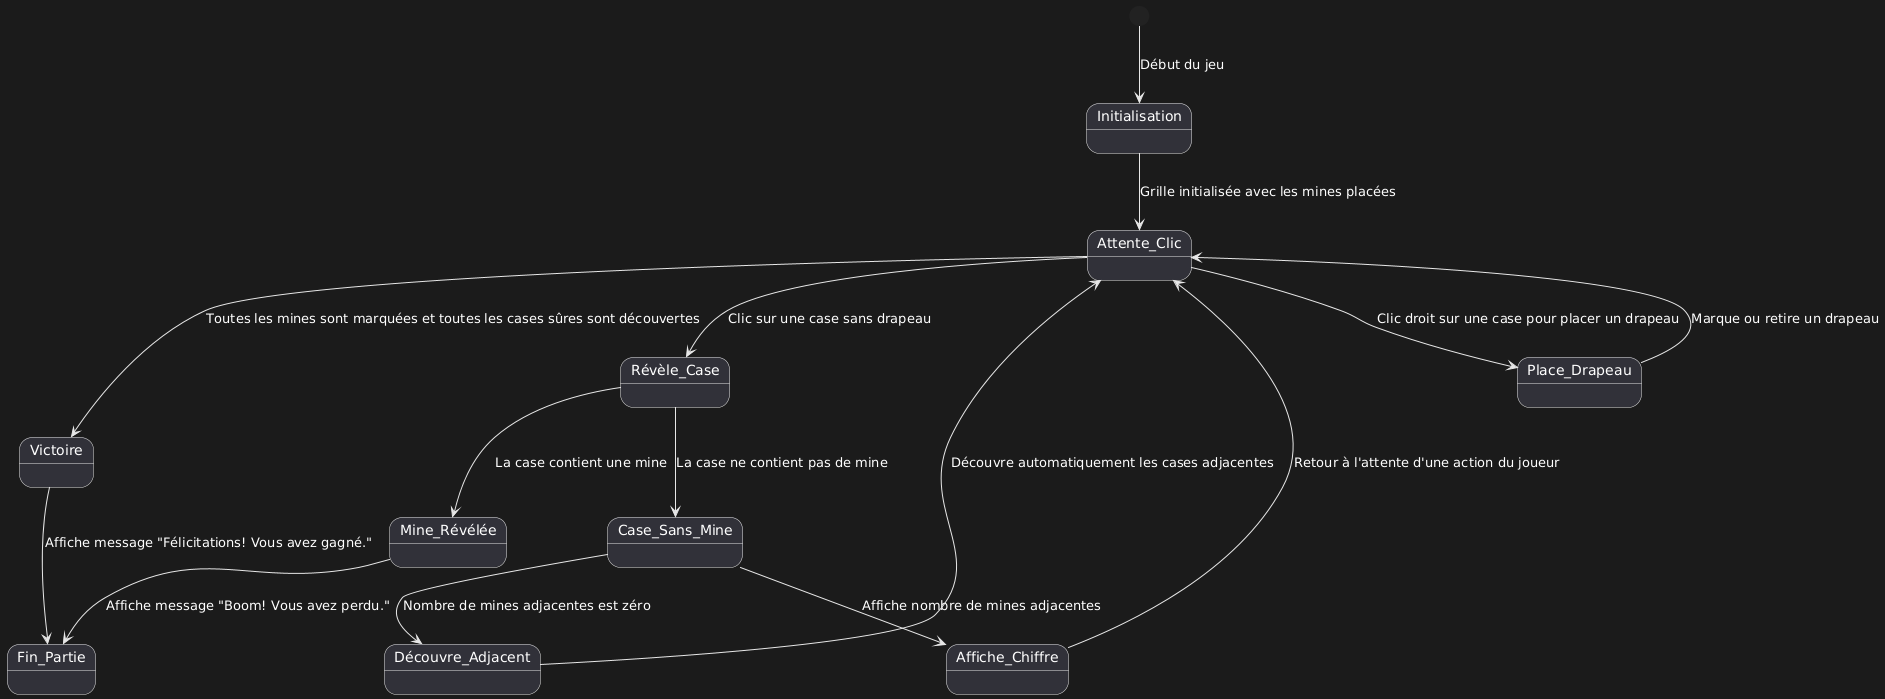 Début du jeu
Initialisation
Grille initialisée avec les mines placées
Attente_Clic
Toutes les mines sont marquées et toutes les cases sûres sont découvertes
Clic sur une case sans drapeau
Clic droit sur une case pour placer un drapeau
Marque ou retire un drapeau
Révèle_Case
Place_Drapeau
Victoire
La case contient une mine
La case ne contient pas de mine
Découvre automatiquement les cases adjacentes
Retour à l'attente d'une action du joueur
Mine_Révélée
Case_Sans_Mine
Affiche message "Félicitations! Vous avez gagné."
Affiche message "Boom! Vous avez perdu."
Nombre de mines adjacentes est zéro
Affiche nombre de mines adjacentes
Fin_Partie
Découvre_Adjacent
Affiche_Chiffre